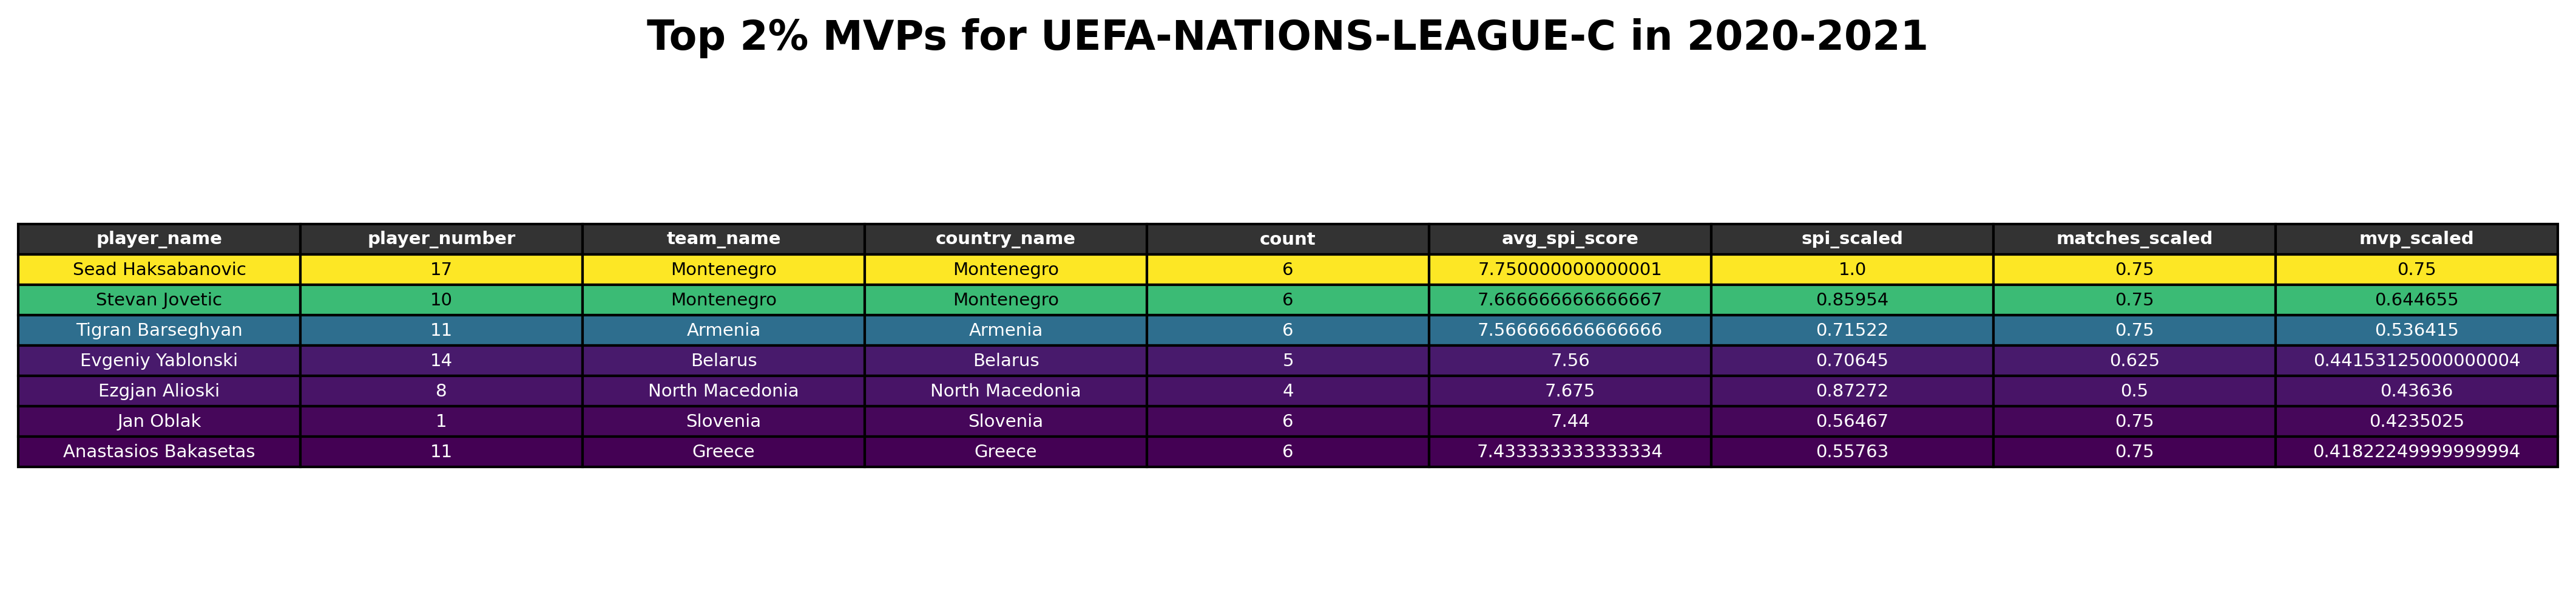 Top 2% MVPs for UEFA-NATIONS-LEAGUE-C in 2020-2021
player_name player_number team_name country_name count avg_spi_score spi_scaled matches_scaled mvp_scaled
Sead Haksabanovic 17 Montenegro Montenegro 6 7.750000000000001 1.0 0.75 0.75
Stevan Jovetic 10 Montenegro Montenegro 6 7.666666666666667 0.85954 0.75 0.644655
Tigran Barseghyan 11 Armenia Armenia 6 7.566666666666666 0.71522 0.75 0.536415
Evgeniy Yablonski 14 Belarus Belarus 5 7.56 0.70645 0.625 0.44153125000000004
Ezgjan Alioski 8 North Macedonia North Macedonia 4 7.675 0.87272 0.5 0.43636
Jan Oblak 1 Slovenia Slovenia 6 7.44 0.56467 0.75 0.4235025
Anastasios Bakasetas 11 Greece Greece 6 7.433333333333334 0.55763 0.75 0.41822249999999994